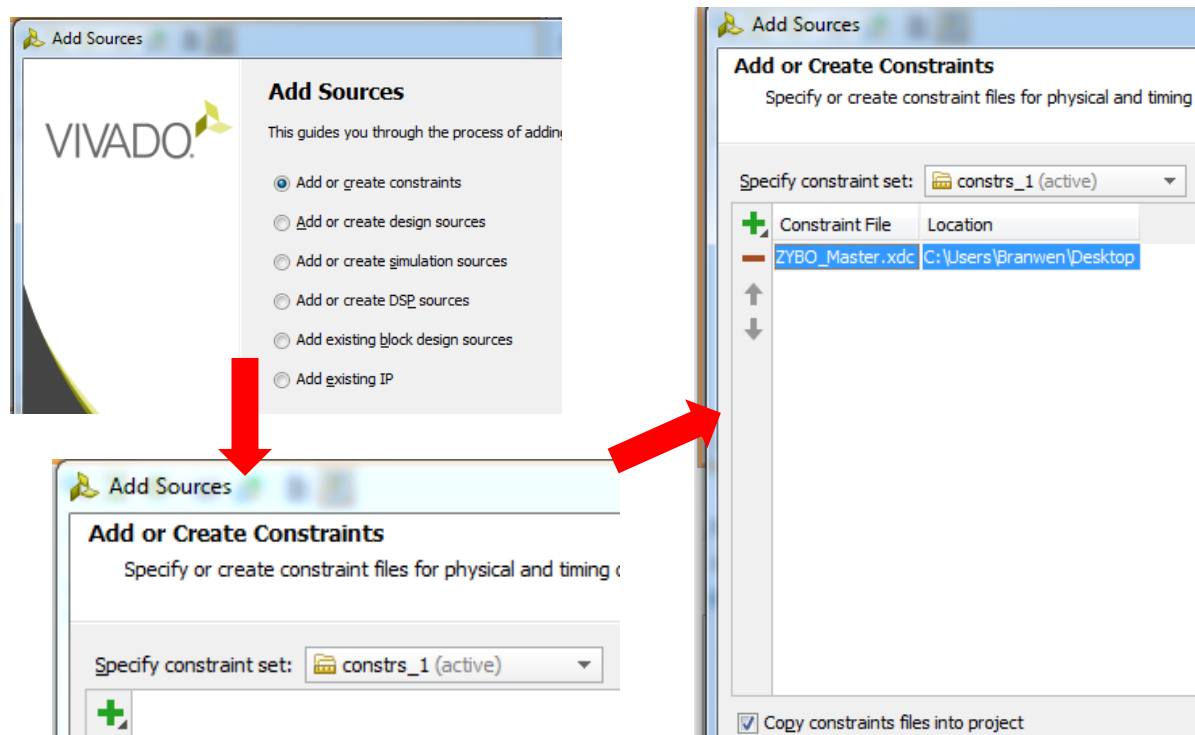 Add Sources
VIVADO.
Add Sources
This guides you through the process of adding
Add or create constraints
Add or create design sources
Add or create simulation sources
Add or create DSP sources
Add existing block design sources
Add existing IP
Add Sources
Add or Create Constraints
Specify or create constraint files for physical and timing
Specify constraint set: constrs_1 (active)
Add Sources
Add or Create Constraints
Specify or create constraint files for physical and timing
Specify constraint set: constrs_1 (active)
Constraint File Location
ZYBO_Master.xdc C:\Users\Branwen\Desktop
Copy constraints files into project